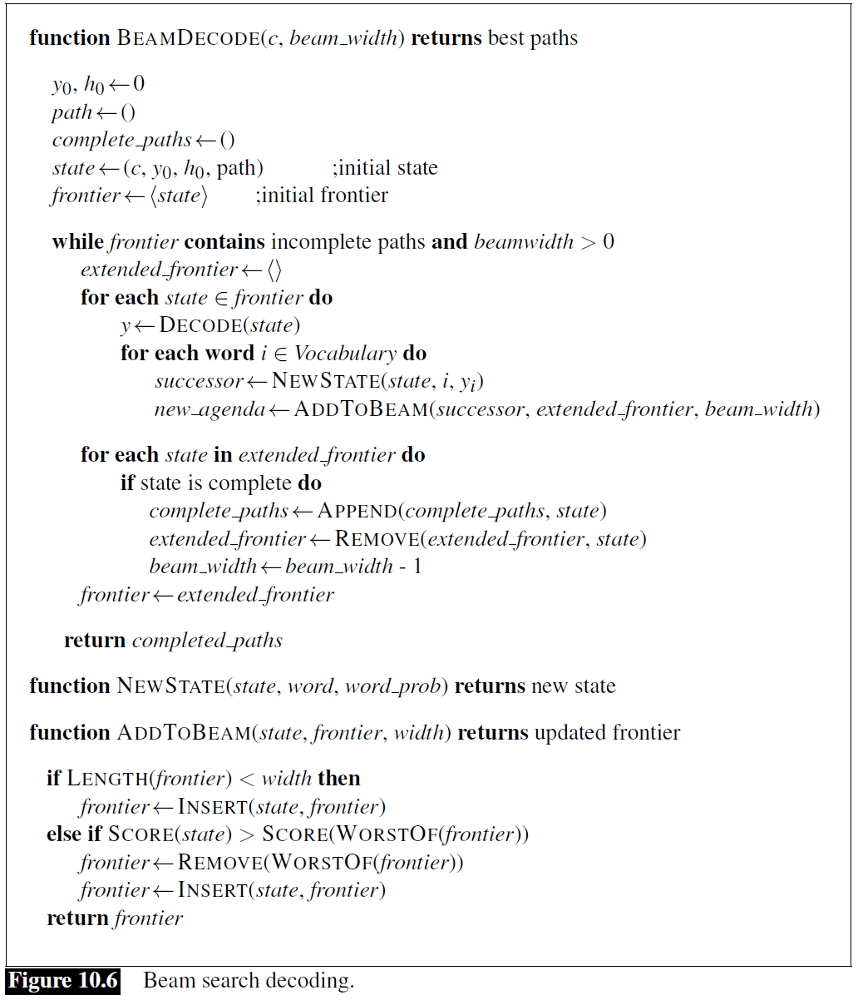 function BEAMDECODE(c, beam_width) returns best paths
y0, h0 ← 0
path ← ()
complete_paths ← ()
state ← (c, y0, h0, path) ;initial state
frontier ← ⟨state⟩ ;initial frontier
while frontier contains incomplete paths and beamwidth > 0
extended_frontier ← ⟨⟩
for each state ∈ frontier do
y ← DECODE(state)
for each word i ∈ Vocabulary do
successor ← NEWSTATE(state, i, yi)
new_agenda ← ADDTOBEAM(successor, extended_frontier, beam_width)
for each state in extended_frontier do
if state is complete do
complete_paths ← APPEND(complete_paths, state)
extended_frontier ← REMOVE(extended_frontier, state)
beam_width ← beam_width - 1
frontier ← extended_frontier
return completed_paths
function NEWSTATE(state, word, word_prob) returns new state
function ADDTOBEAM(state, frontier, width) returns updated frontier
if LENGTH(frontier) < width then
frontier ← INSERT(state, frontier)
else if SCORE(state) > SCORE(WORSTOF(frontier))
frontier ← REMOVE(WORSTOF(frontier))
frontier ← INSERT(state, frontier)
return frontier
Figure 10.6 Beam search decoding.